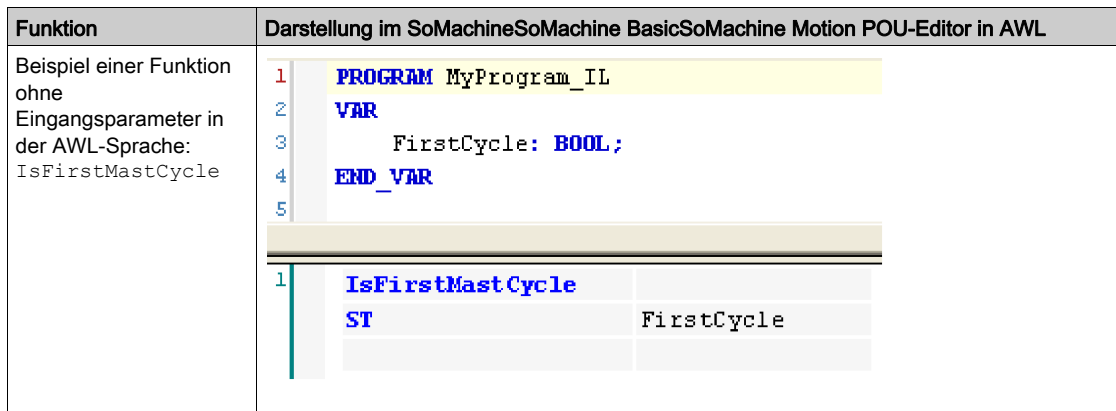 Funktion
Darstellung im SoMachineSoMachine BasicSoMachine Motion POU-Editor in AWL
Beispiel einer Funktion
ohne
Eingangsparameter in
der AWL-Sprache:
IsFirstMastCycle
1 PROGRAM MyProgram_IL
2 VAR
3 FirstCycle: BOOL;
4 END_VAR
5
1 IsFirstMastCycle
ST FirstCycle